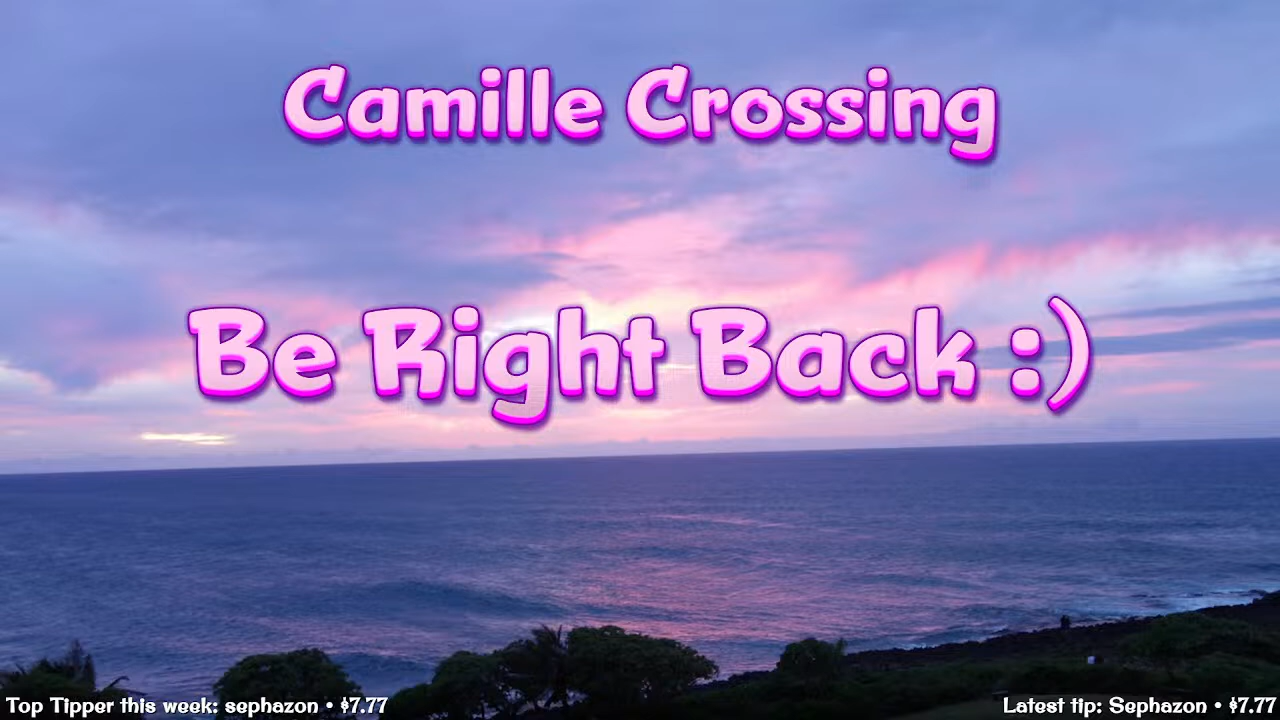 Camille Crossing
Be Right Back :)
Top Tipper this week: sephazon • $7.77
Latest tip: Sephazon • $7.77